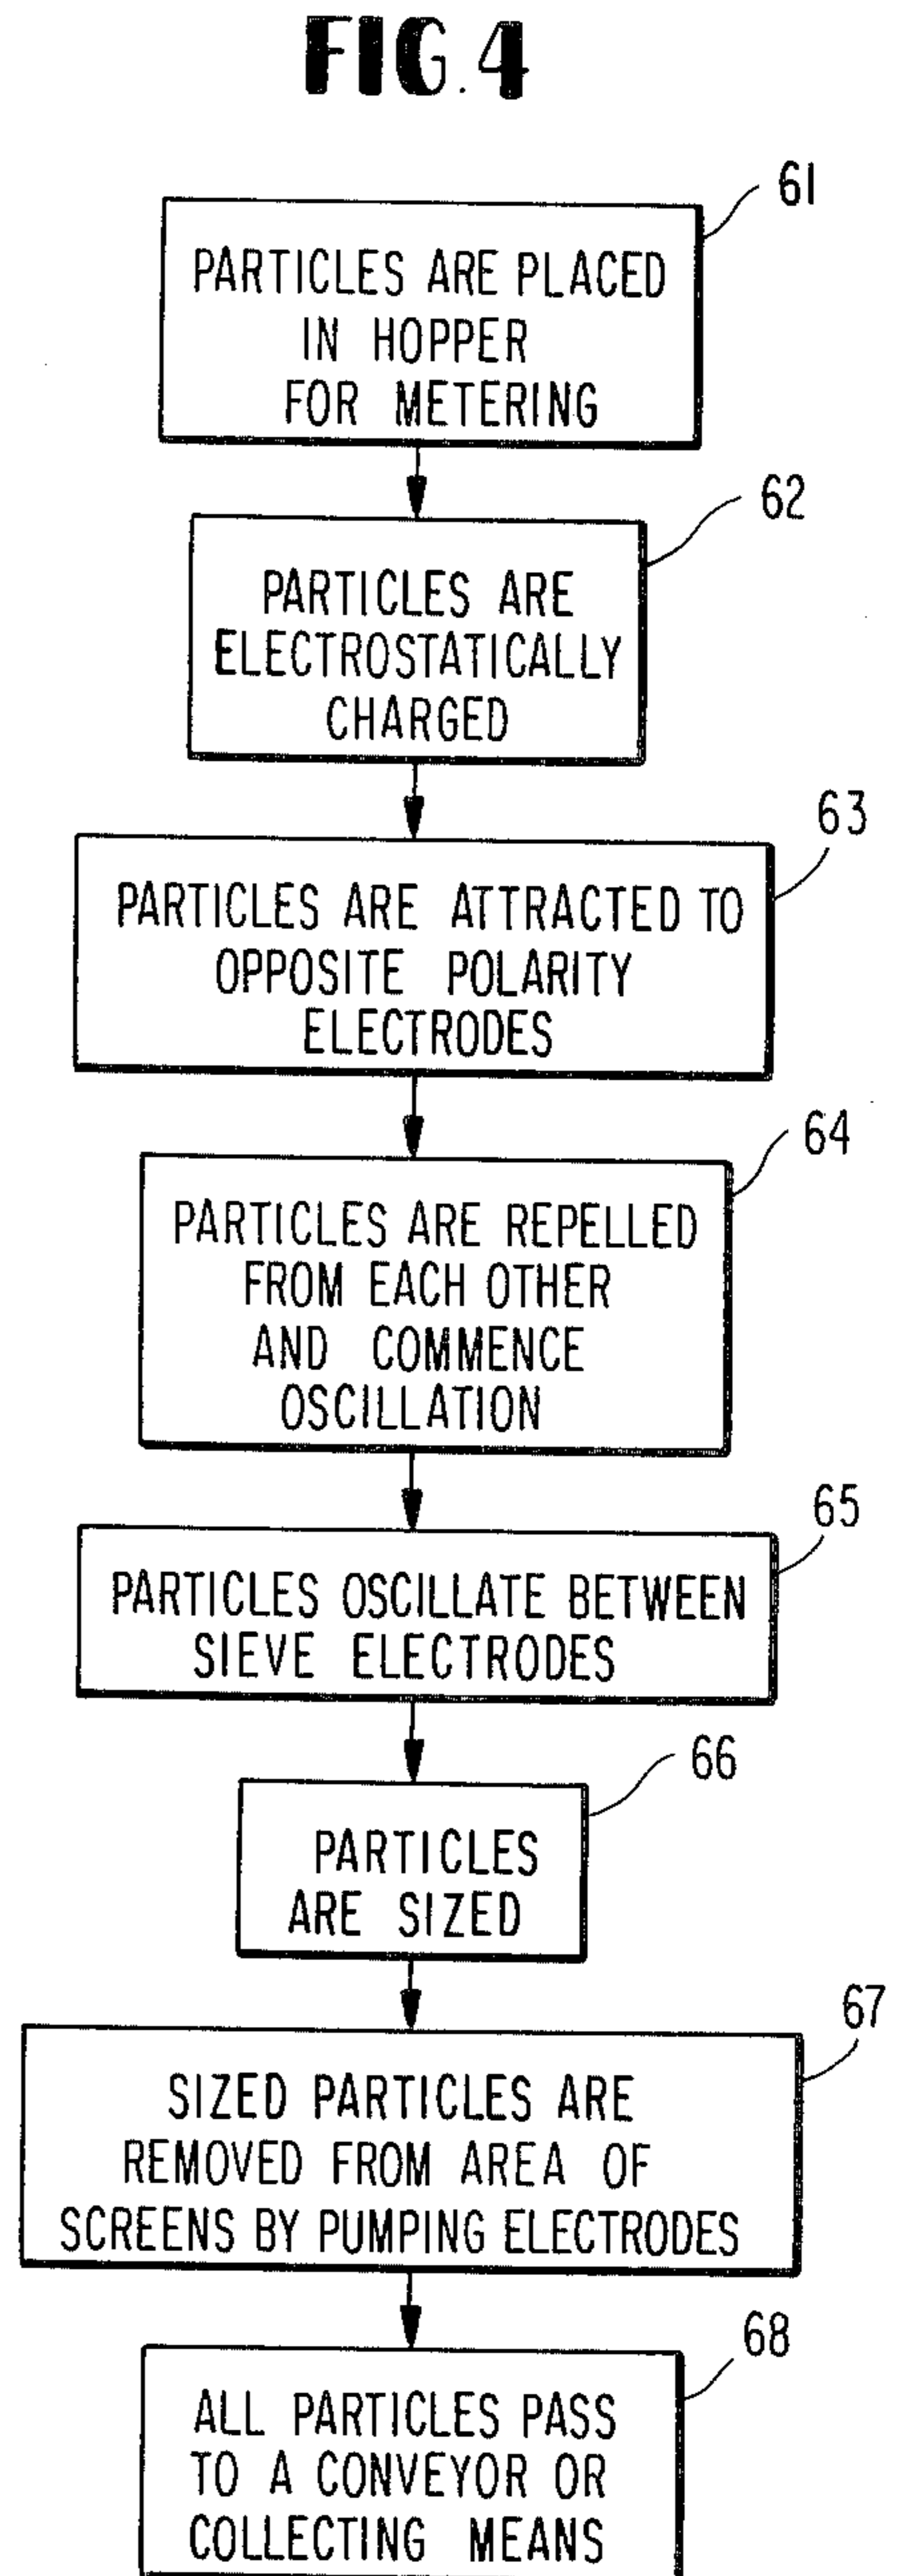 FIG. 4
61
PARTICLES ARE PLACED
IN HOPPER
FOR METERING
62
PARTICLES ARE
ELECTROSTATICALLY
CHARGED
63
PARTICLES ARE ATTRACTED TO
OPPOSITE POLARITY
ELECTRODES
64
PARTICLES ARE REPELLED
FROM EACH OTHER
AND COMMENCE
OSCILLATION
65
PARTICLES OSCILLATE BETWEEN
SIEVE ELECTRODES
66
PARTICLES
ARE SIZED
67
SIZED PARTICLES ARE
REMOVED FROM AREA OF
SCREENS BY PUMPING ELECTRODES
68
ALL PARTICLES PASS
TO A CONVEYOR OR
COLLECTING MEANS